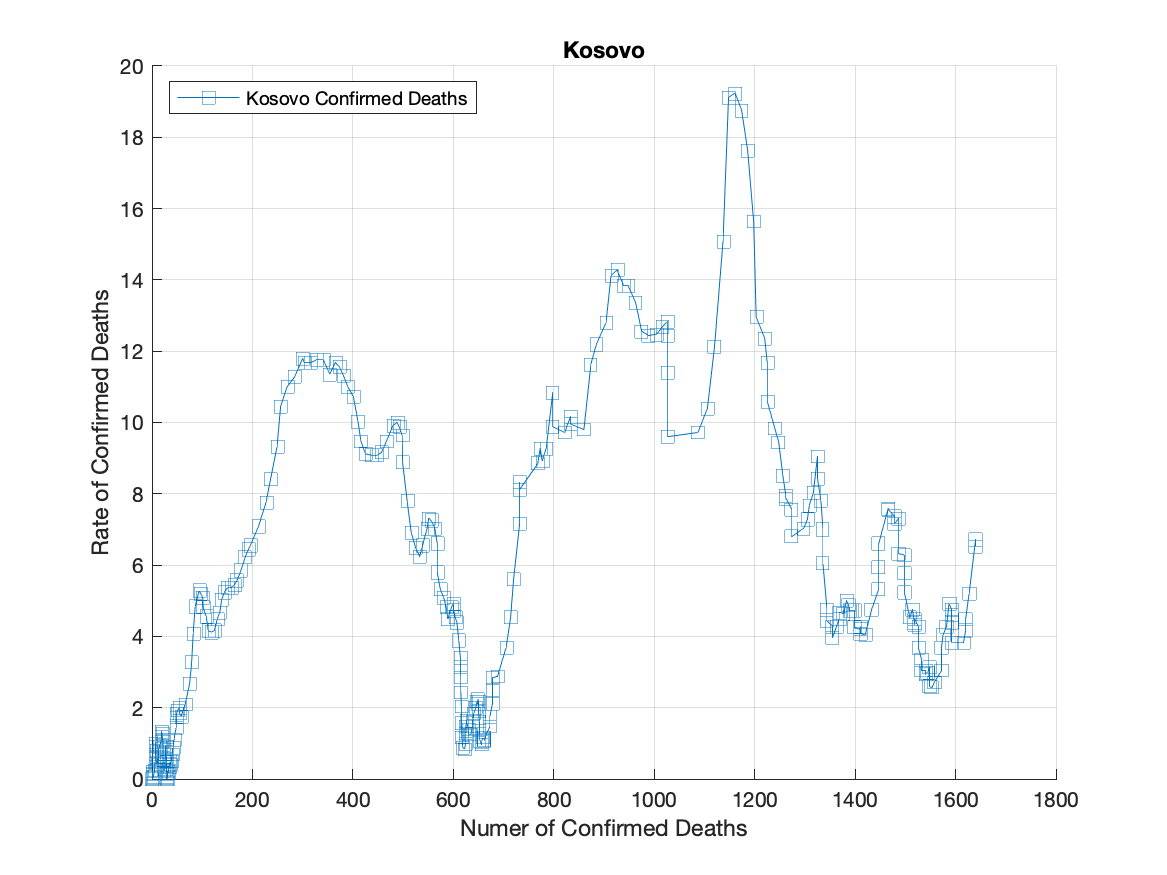 Kosovo
Kosovo Confirmed Deaths
Rate of Confirmed Deaths
20
18
16
14
12
10
8
6
4
2
0
0 200 400 600 800 1000 1200 1400 1600 1800
Numer of Confirmed Deaths